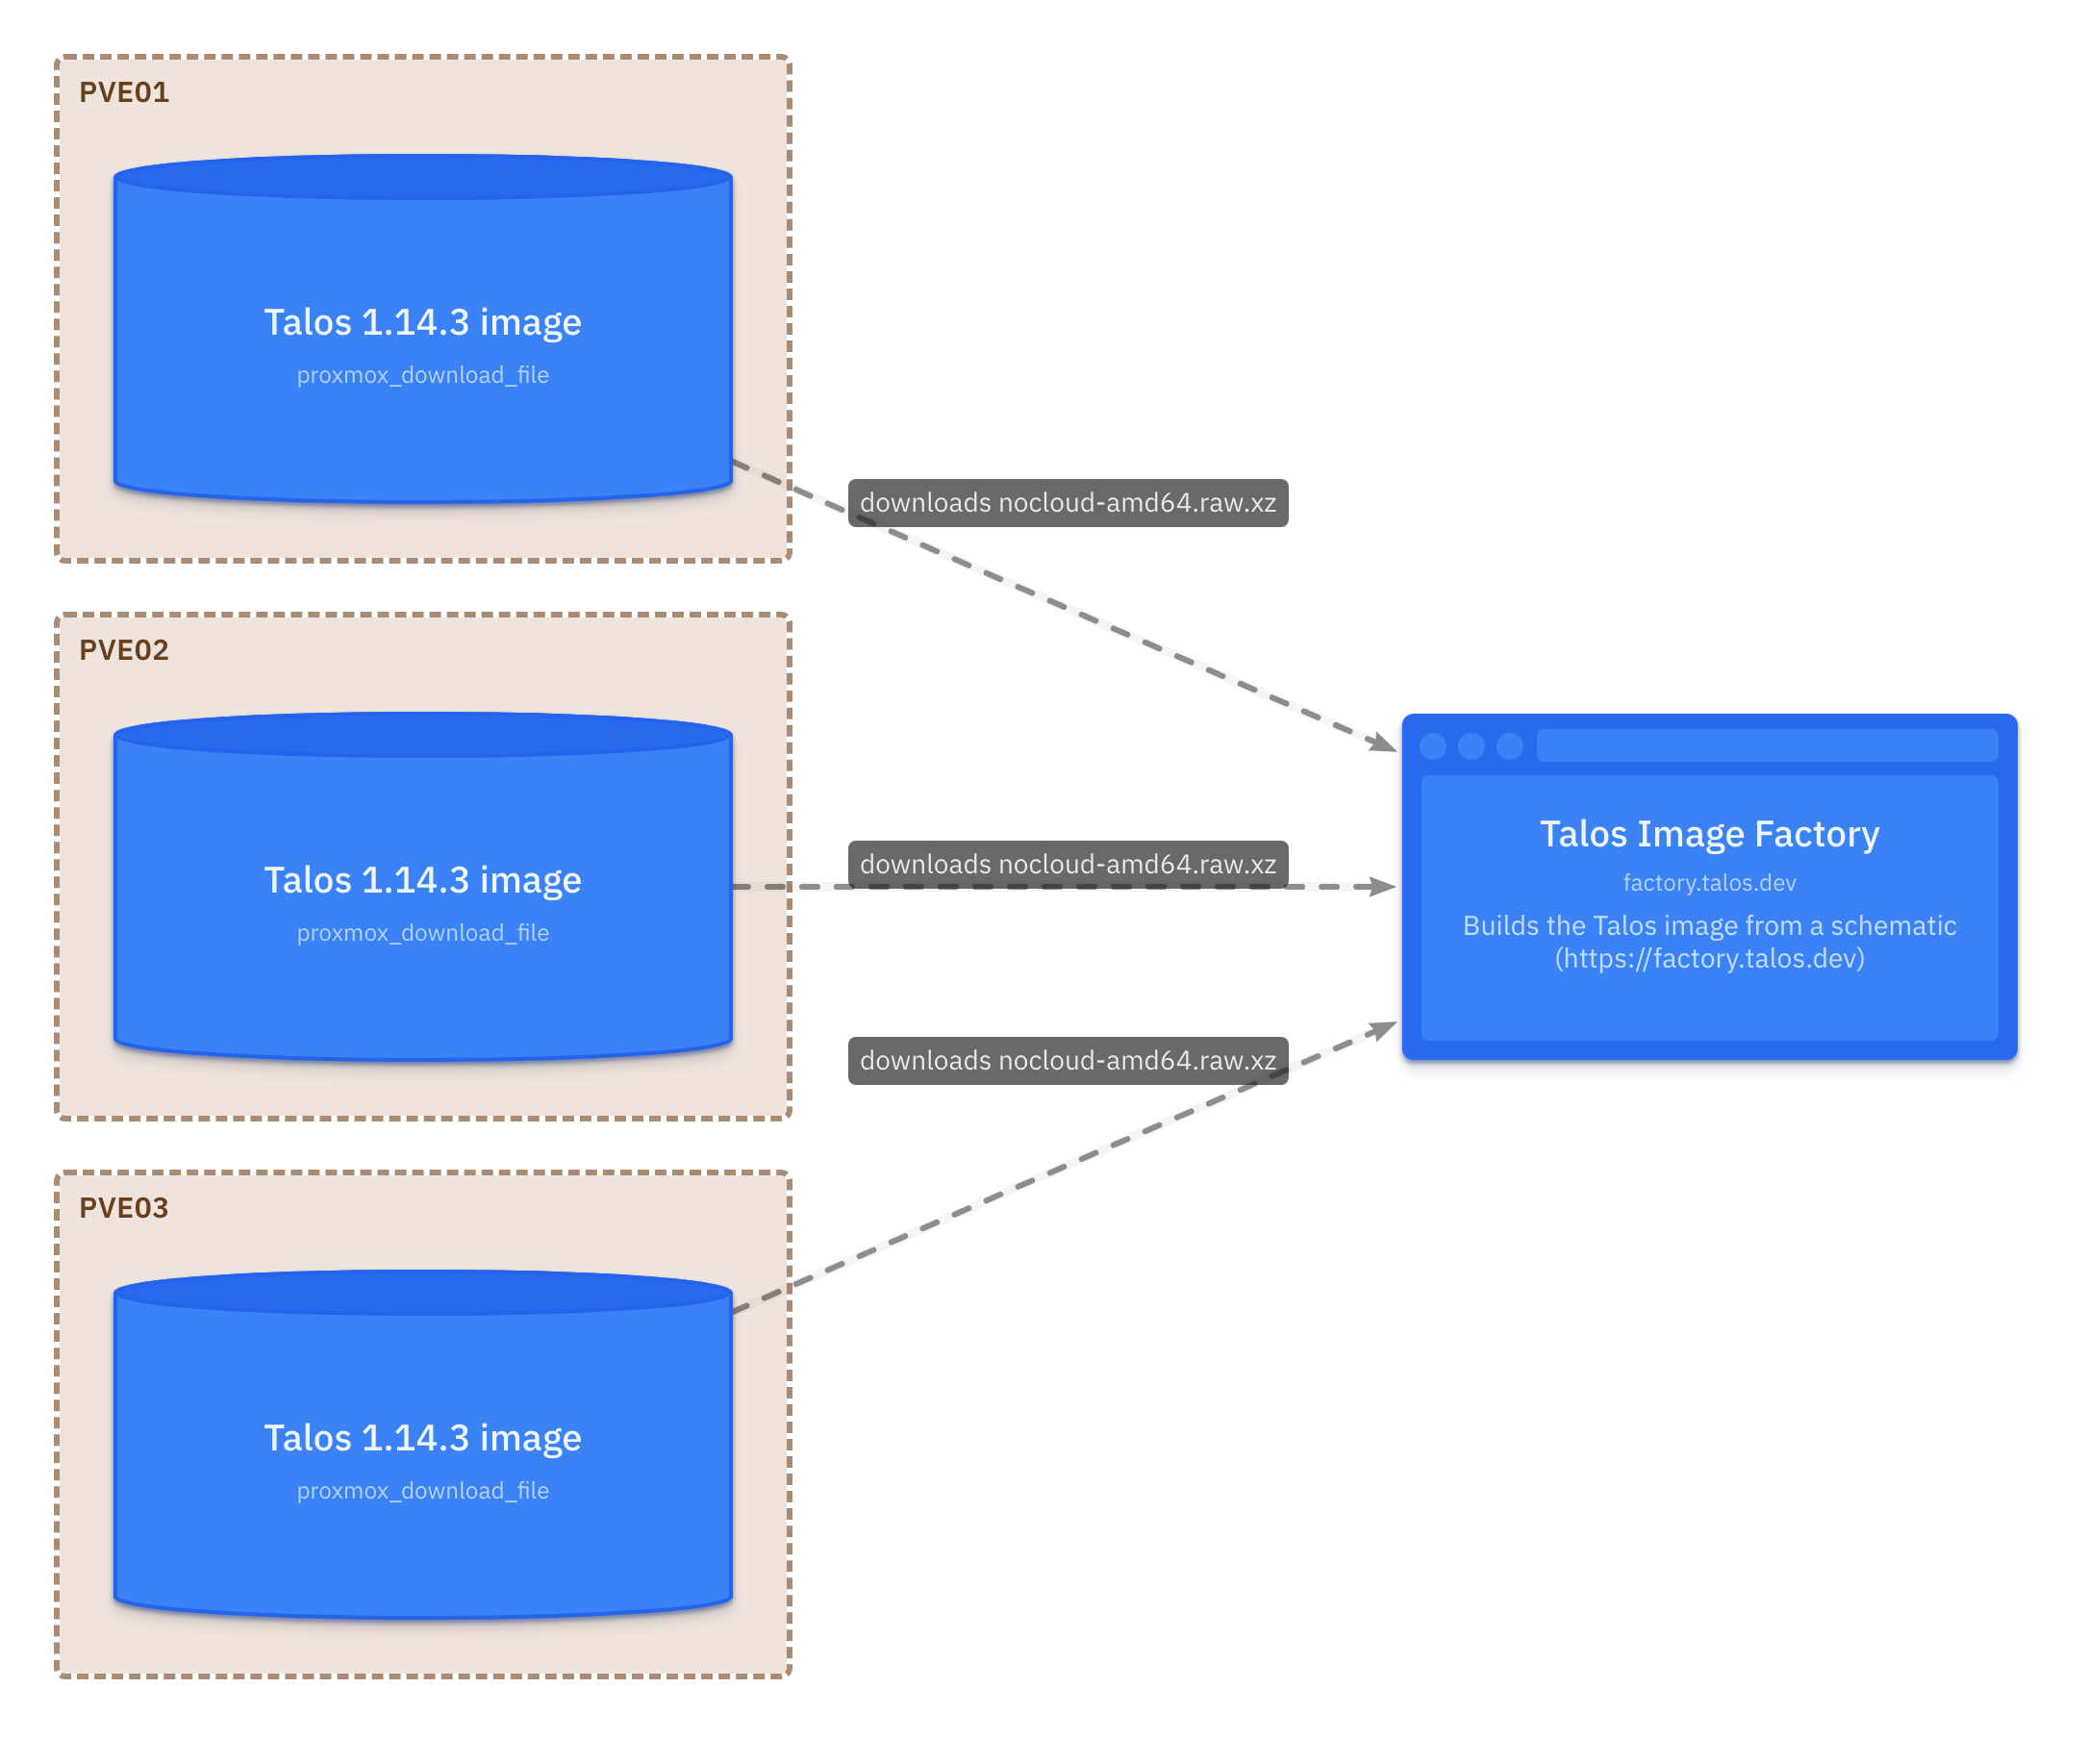 PVE01
Talos 1.14.3 image
proxmox_download_file
downloads nocloud-amd64.raw.xz
PVE02
Talos 1.14.3 image
proxmox_download_file
downloads nocloud-amd64.raw.xz
Talos Image Factory
factory.talos.dev
Builds the Talos image from a schematic
(https://factory.talos.dev)
downloads nocloud-amd64.raw.xz
PVE03
Talos 1.14.3 image
proxmox_download_file